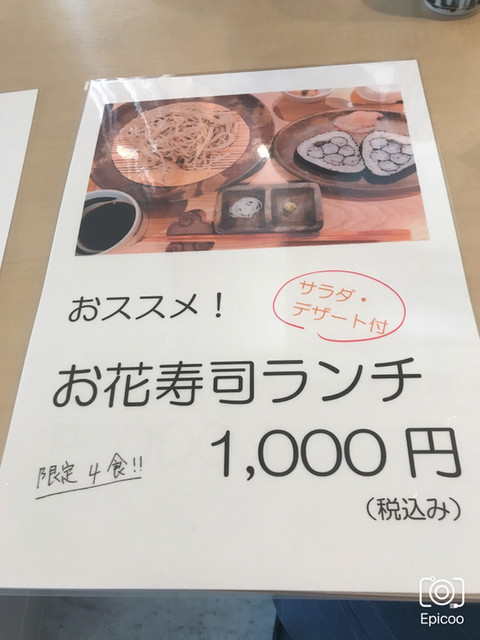 おススメ！
サラダ・
デザート付
お花寿司ランチ
限定 4食!!
1,000 円
（税込み）
Epicoo